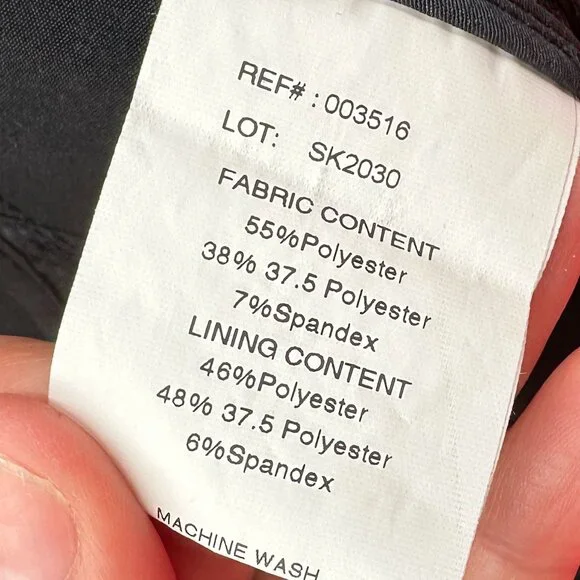 REF# : 003516
LOT: SK2030
FABRIC CONTENT
55%Polyester
38% 37.5 Polyester
7%Spandex
LINING CONTENT
46%Polyester
48% 37.5 Polyester
6%Spandex
MACHINE WASH